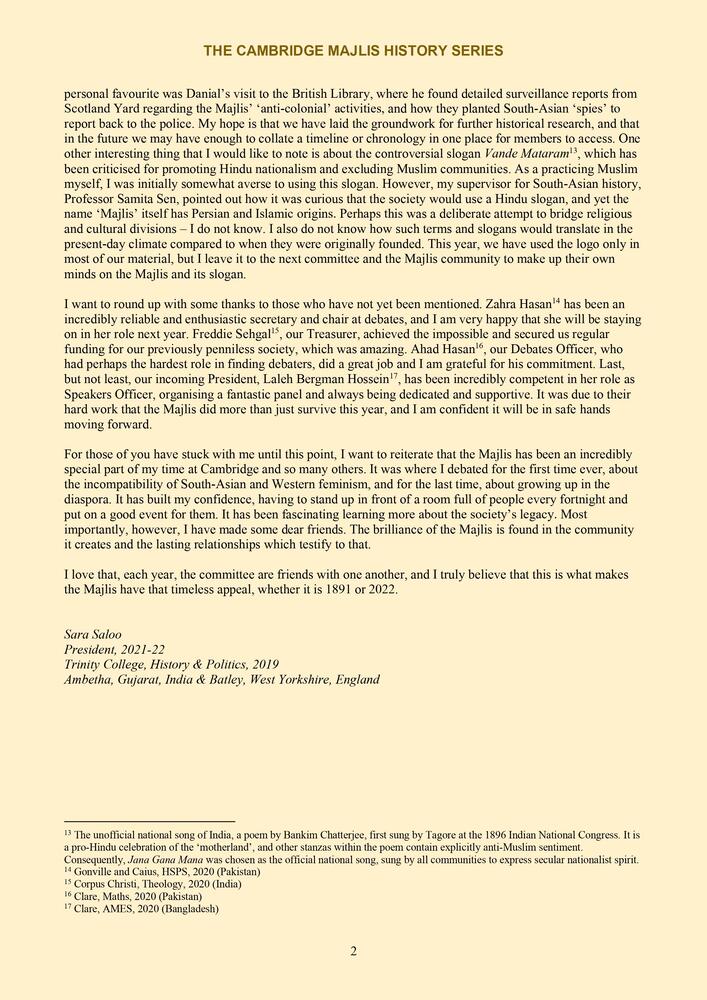 THE CAMBRIDGE MAJLIS HISTORY SERIES
personal favourite was Danial's visit to the British Library, where he found detailed surveillance reports from
Scotland Yard regarding the Majlis' 'anti-colonial' activities, and how they planted South-Asian 'spies' to
report back to the police. My hope is that we have laid the groundwork for further historical research, and that
in the future we may have enough to collate a timeline or chronology in one place for members to access. One
other interesting thing that I would like to note is about the controversial slogan Vande Mataram¹³, which has
been criticised for promoting Hindu nationalism and excluding Muslim communities. As a practicing Muslim
myself, I was initially somewhat averse to using this slogan. However, my supervisor for South-Asian history,
Professor Samita Sen, pointed out how it was curious that the society would use a Hindu slogan, and yet the
name 'Majlis' itself has Persian and Islamic origins. Perhaps this was a deliberate attempt to bridge religious
and cultural divisions – I do not know. I also do not know how such terms and slogans would translate in the
present-day climate compared to when they were originally founded. This year, we have used the logo only in
most of our material, but I leave it to the next committee and the Majlis community to make up their own
minds on the Majlis and its slogan.
I want to round up with some thanks to those who have not yet been mentioned. Zahra Hasan¹⁴ has been an
incredibly reliable and enthusiastic secretary and chair at debates, and I am very happy that she will be staying
on in her role next year. Freddie Sehgal¹⁵, our Treasurer, achieved the impossible and secured us regular
funding for our previously penniless society, which was amazing. Ahad Hasan¹⁶, our Debates Officer, who
had perhaps the hardest role in finding debaters, did a great job and I am grateful for his commitment. Last,
but not least, our incoming President, Laleh Bergman Hossein¹⁷, has been incredibly competent in her role as
Speakers Officer, organising a fantastic panel and always being dedicated and supportive. It was due to their
hard work that the Majlis did more than just survive this year, and I am confident it will be in safe hands
moving forward.
For those of you have stuck with me until this point, I want to reiterate that the Majlis has been an incredibly
special part of my time at Cambridge and so many others. It was where I debated for the first time ever, about
the incompatibility of South-Asian and Western feminism, and for the last time, about growing up in the
diaspora. It has built my confidence, having to stand up in front of a room full of people every fortnight and
put on a good event for them. It has been fascinating learning more about the society's legacy. Most
importantly, however, I have made some dear friends. The brilliance of the Majlis is found in the community
it creates and the lasting relationships which testify to that.
I love that, each year, the committee are friends with one another, and I truly believe that this is what makes
the Majlis have that timeless appeal, whether it is 1891 or 2022.
Sara Saloo
President, 2021-22
Trinity College, History & Politics, 2019
Ambetha, Gujarat, India & Batley, West Yorkshire, England
¹³ The unofficial national song of India, a poem by Bankim Chatterjee, first sung by Tagore at the 1896 Indian National Congress. It is
a pro-Hindu celebration of the 'motherland', and other stanzas within the poem contain explicitly anti-Muslim sentiment.
Consequently, Jana Gana Mana was chosen as the official national song, sung by all communities to express secular nationalist spirit.
¹⁴ Gonville and Caius, HSPS, 2020 (Pakistan)
¹⁵ Corpus Christi, Theology, 2020 (India)
¹⁶ Clare, Maths, 2020 (Pakistan)
¹⁷ Clare, AMES, 2020 (Bangladesh)
2